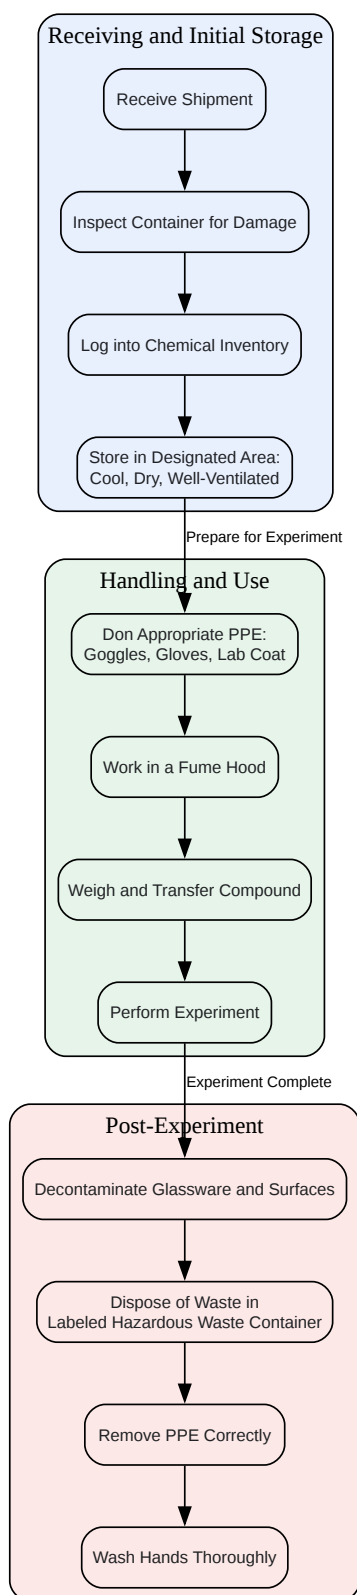 Receiving and Initial Storage
Receive Shipment
Inspect Container for Damage
Log into Chemical Inventory
Store in Designated Area:
Cool, Dry, Well-Ventilated
Prepare for Experiment
Handling and Use
Don Appropriate PPE:
Goggles, Gloves, Lab Coat
Work in a Fume Hood
Weigh and Transfer Compound
Perform Experiment
Experiment Complete
Post-Experiment
Decontaminate Glassware and Surfaces
Dispose of Waste in
Labeled Hazardous Waste Container
Remove PPE Correctly
Wash Hands Thoroughly